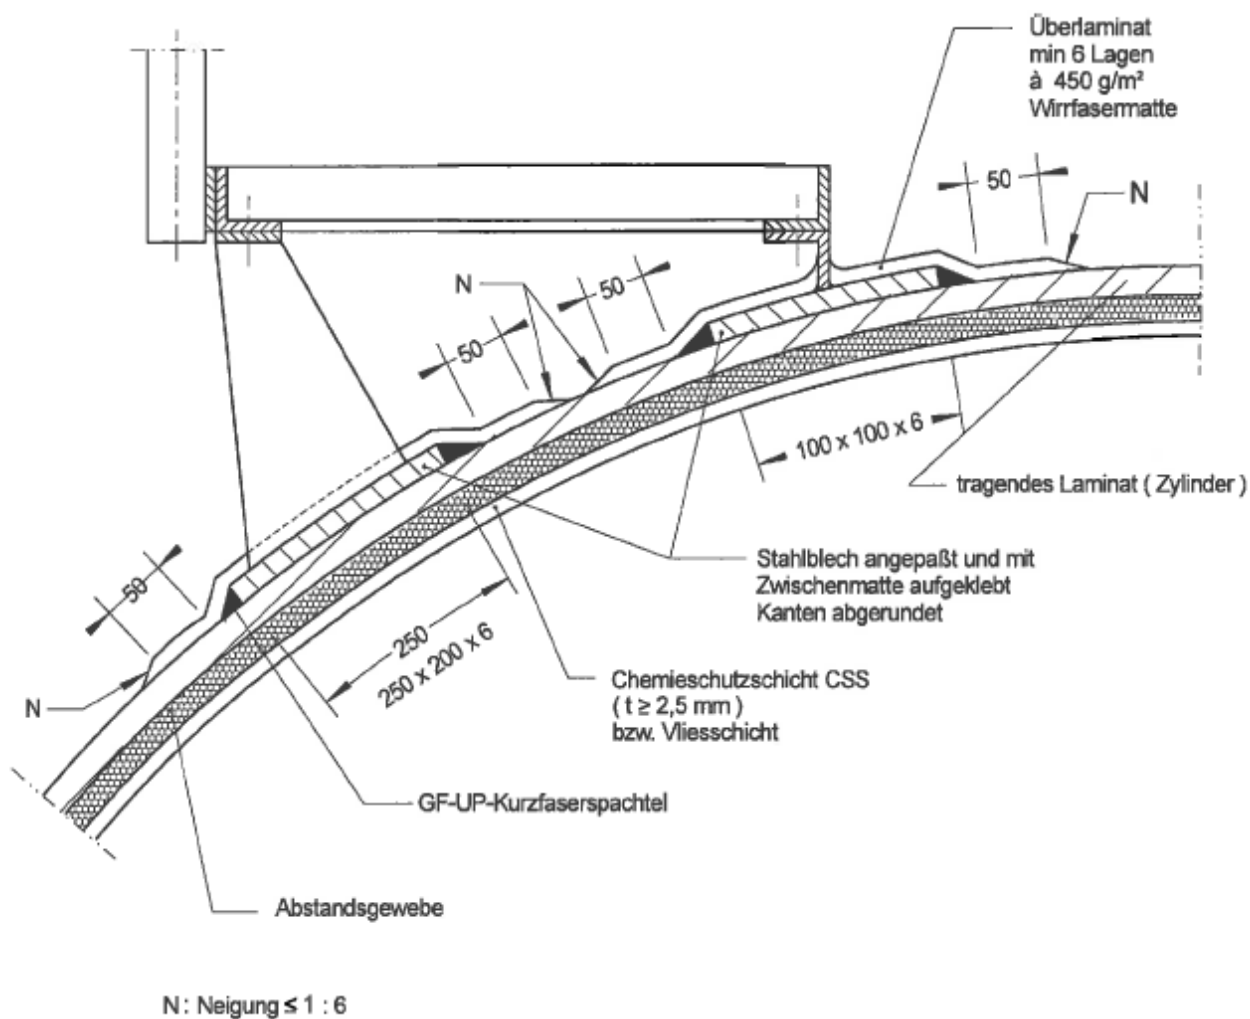 Überlaminat
min 6 Lagen
à 450 g/m²
Wirrfasermatte
50
N
N
50
50
100 x 100 x 6
tragendes Laminat ( Zylinder )
50
Stahlblech angepaßt und mit
Zwischenmatte aufgeklebt
Kanten abgerundet
250
250 x 200 x 6
Chemieschutzschicht CSS
( t ≥ 2,5 mm )
bzw. Vliesschicht
N
GF-UP-Kurzfaserspachtel
Abstandsgewebe
N : Neigung ≤ 1 : 6